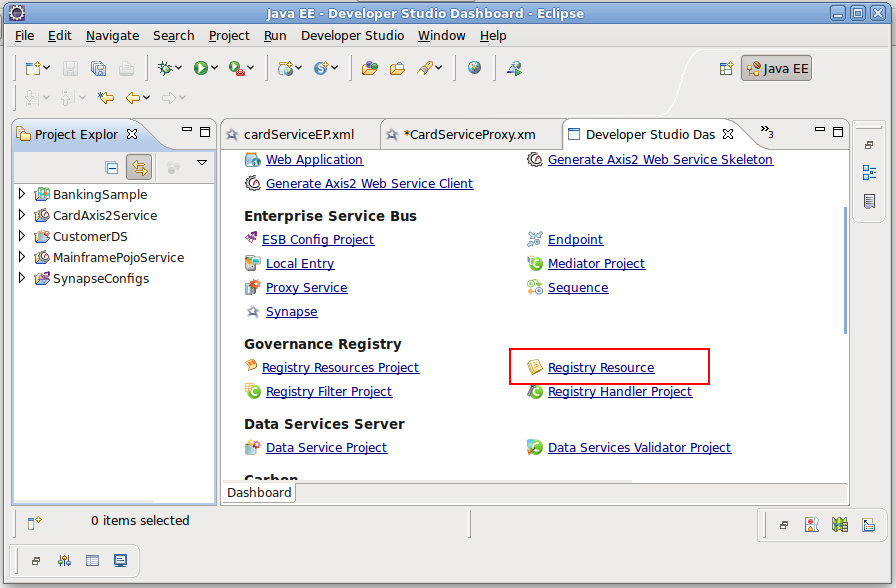 Java EE - Developer Studio Dashboard - Eclipse
File Edit Navigate Search Project Run Developer Studio Window Help
Java EE
Project Explor
cardServiceEP.xml
*CardServiceProxy.xm
Developer Studio Das
»3
BankingSample
CardAxis2Service
CustomerDS
MainframePojoService
SynapseConfigs
Web Application
Generate Axis2 Web Service Skeleton
Generate Axis2 Web Service Client
Enterprise Service Bus
ESB Config Project
Endpoint
Local Entry
Mediator Project
Proxy Service
Sequence
Synapse
Governance Registry
Registry Resources Project
Registry Resource
Registry Filter Project
Registry Handler Project
Data Services Server
Data Service Project
Data Services Validator Project
Carbon
Dashboard
0 items selected